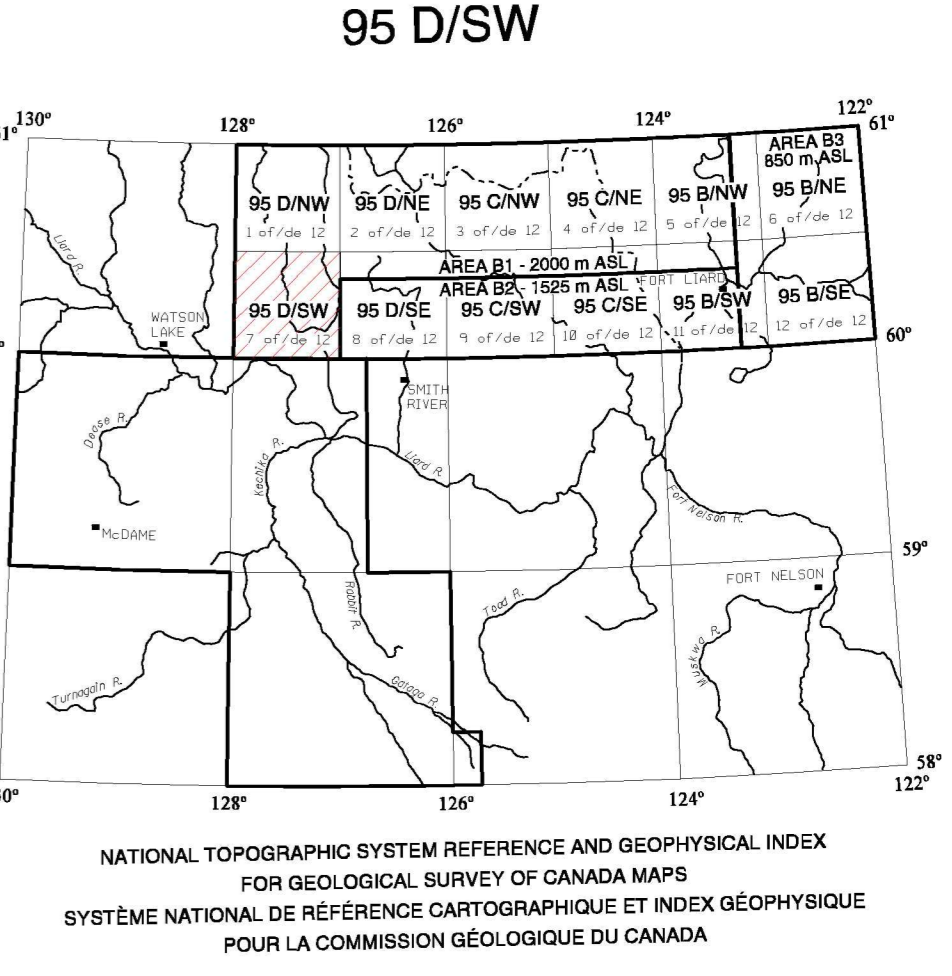 95 D/SW
130°
128°
126°
124°
122°
61°
AREA B3
850 m ASL
95 D/NW
95 D/NE
95 C/NW
95 C/NE
95 B/NW
95 B/NE
1 of/de 12
2 of/de 12
3 of/de 12
4 of/de 12
5 of/de 12
6 of/de 12
Liard R.
AREA B1 - 2000 m ASL
AREA B2 - 1525 m ASL
FORT LIARD
95 D/SW
95 D/SE
95 C/SW
95 C/SE
95 B/SW
95 B/SE
7 of/de 12
8 of/de 12
9 of/de 12
10 of/de 12
11 of/de 12
12 of/de 12
WATSON
LAKE
60°
SMITH
RIVER
Dease R.
Kechika R.
Liard R.
Fort Nelson R.
McDAME
59°
FORT NELSON
Rabbit R.
Toad R.
Muskwa R.
Turnagain R.
Gataga R.
58°
128°
126°
124°
122°
NATIONAL TOPOGRAPHIC SYSTEM REFERENCE AND GEOPHYSICAL INDEX
FOR GEOLOGICAL SURVEY OF CANADA MAPS
SYSTÈME NATIONAL DE RÉFÉRENCE CARTOGRAPHIQUE ET INDEX GÉOPHYSIQUE
POUR LA COMMISSION GÉOLOGIQUE DU CANADA